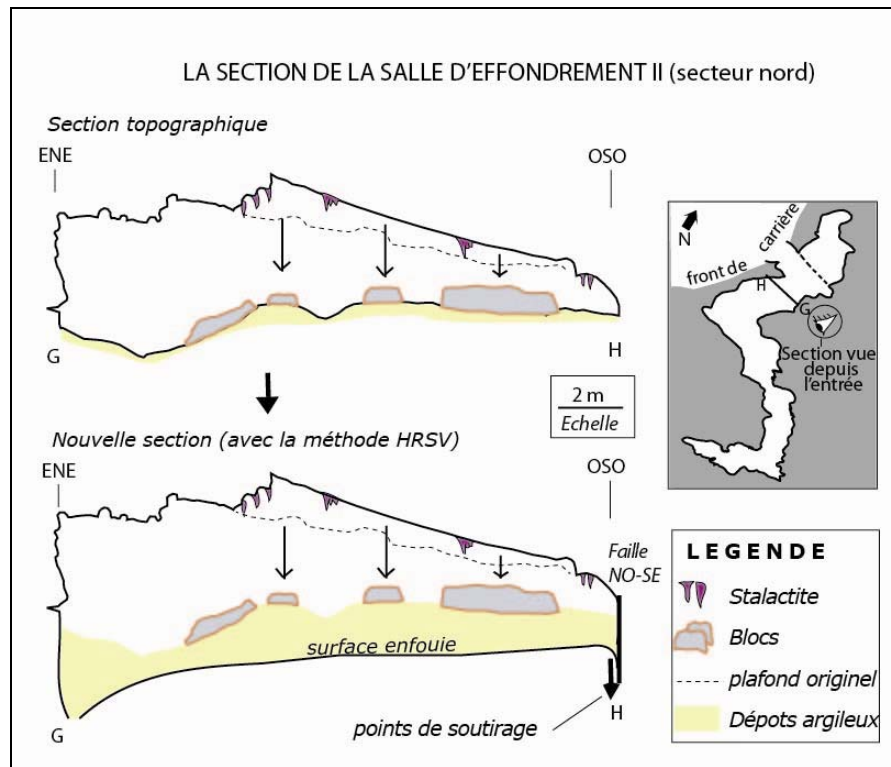 LA SECTION DE LA SALLE D'EFFONDREMENT II (secteur nord)
Section topographique
ENE
OSO
G
H
2 m
Echelle
N
front de
carrière
H
G
Section vue
depuis
l'entrée
Nouvelle section (avec la méthode HRSV)
ENE
OSO
Faille
NO-SE
surface enfouie
points de soutirage
G
H
LEGENDE
Stalactite
Blocs
plafond originel
Dépots argileux